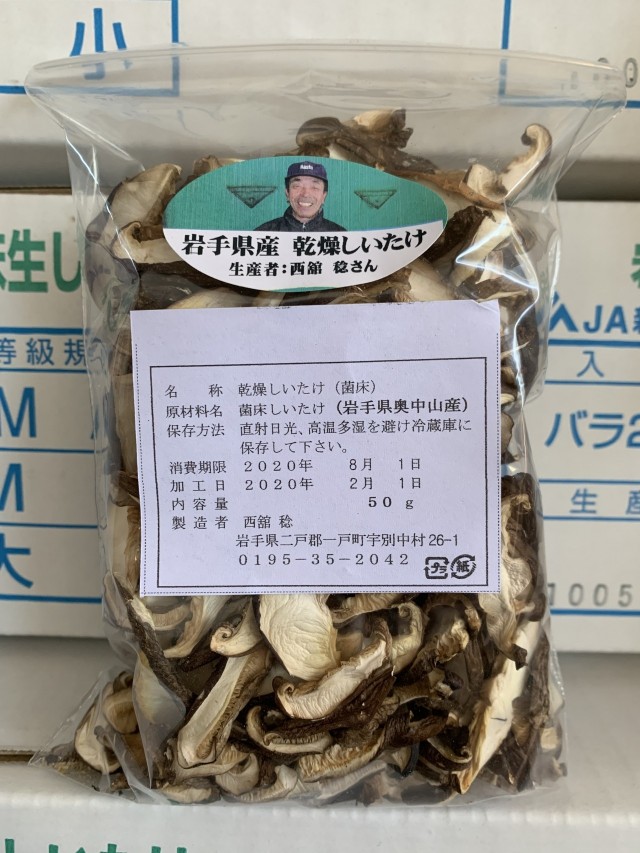 小
岩手県産 乾燥しいたけ
生産者:西舘 稔さん
名 称 乾燥しいたけ（菌床）
原材料名 菌床しいたけ（岩手県奥中山産）
保存方法 直射日光、高温多湿を避け冷蔵庫に
保存して下さい。
消費期限 2020年 8月 1日
加工日 2020年 2月 1日
内容量 50g
製造者 西舘 稔
岩手県二戸郡一戸町宇別中村26-1
0195-35-2042
プラ 紙
生し
等級規
M
M
大
JA
入
バラ2
生産
1005